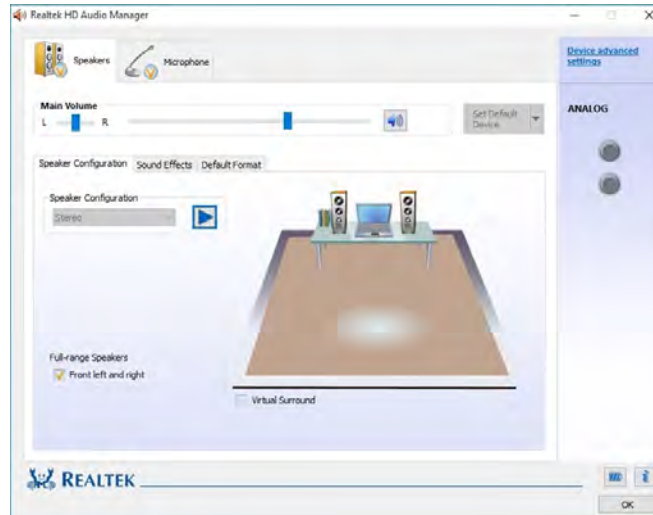 Realtek HD Audio Manager
Speakers
Microphone
Device advanced
settings
Main Volume
L
R
Set Default
Device
ANALOG
Speaker Configuration
Sound Effects
Default Format
Speaker Configuration
Stereo
Full-range Speakers
Front left and right
Virtual Surround
REALTEK
i
OK